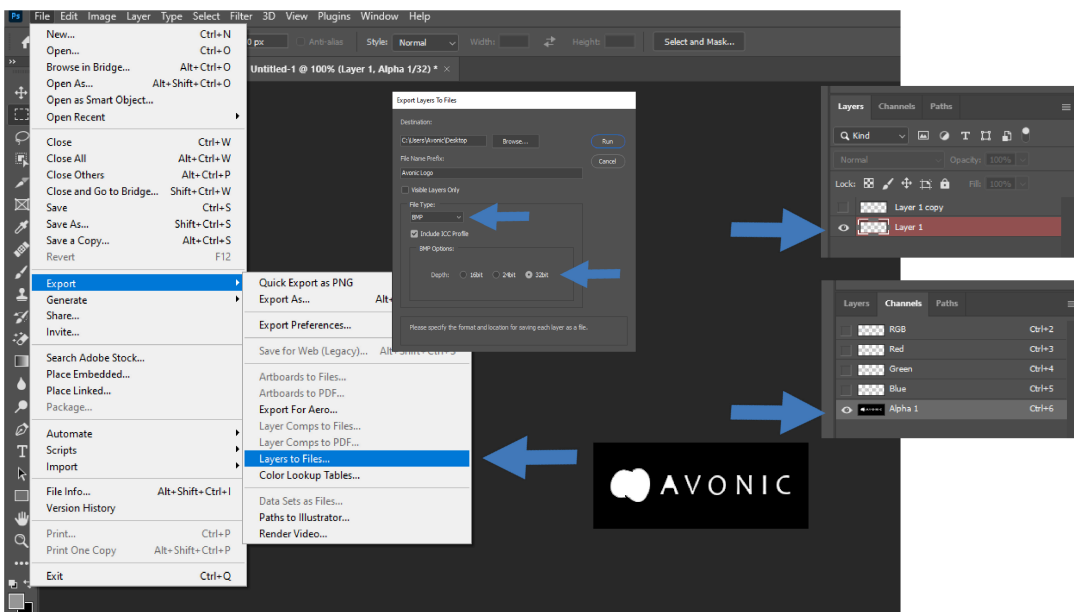 Ps File Edit Image Layer Type Select Filter 3D View Plugins Window Help
0 px Anti-alias Style: Normal Width: Height: Select and Mask...
Untitled-1 @ 100% (Layer 1, Alpha 1/32) * ×
New... Ctrl+N
Open... Ctrl+O
Browse in Bridge... Alt+Ctrl+O
Open As... Alt+Shift+Ctrl+O
Open as Smart Object...
Open Recent
Close Ctrl+W
Close All Alt+Ctrl+W
Close Others Alt+Ctrl+P
Close and Go to Bridge... Shift+Ctrl+W
Save Ctrl+S
Save As... Shift+Ctrl+S
Save a Copy... Alt+Ctrl+S
Revert F12
Export
Generate
Share...
Invite...
Search Adobe Stock...
Place Embedded...
Place Linked...
Package...
Automate
Scripts
Import
File Info... Alt+Shift+Ctrl+I
Version History
Print... Ctrl+P
Print One Copy Alt+Shift+Ctrl+P
Exit Ctrl+Q
Quick Export as PNG
Export As... Alt+
Export Preferences...
Save for Web (Legacy)... Alt+Shift+Ctrl+S
Artboards to Files...
Artboards to PDF...
Export For Aero...
Layer Comps to Files...
Layer Comps to PDF...
Layers to Files...
Color Lookup Tables...
Data Sets as Files...
Paths to Illustrator...
Render Video...
Export Layers To Files
Destination:
C:\Users\Avonic\Desktop Browse... Run
File Name Prefix: Cancel
Avonic Logo
Visible Layers Only
File Type:
BMP
Include ICC Profile
BMP Options:
Depth: 16bit 24bit 32bit
Please specify the format and location for saving each layer as a file.
Layers Channels Paths
Kind
Normal Opacity: 100%
Lock: Fill: 100%
Layer 1 copy
Layer 1
Layers Channels Paths
RGB Ctrl+2
Red Ctrl+3
Green Ctrl+4
Blue Ctrl+5
Alpha 1 Ctrl+6
AVONIC